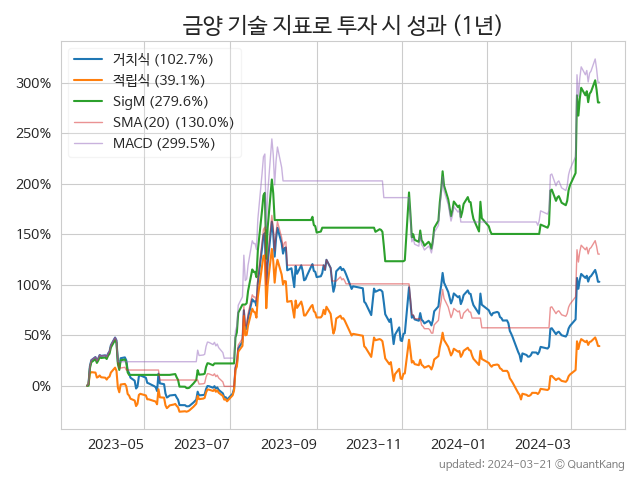 금양 기술 지표로 투자 시 성과 (1년)
거치식 (102.7%)
적립식 (39.1%)
SigM (279.6%)
SMA(20) (130.0%)
MACD (299.5%)
300%
250%
200%
150%
100%
50%
0%
2023-05
2023-07
2023-09
2023-11
2024-01
2024-03
updated: 2024-03-21 © QuantKang